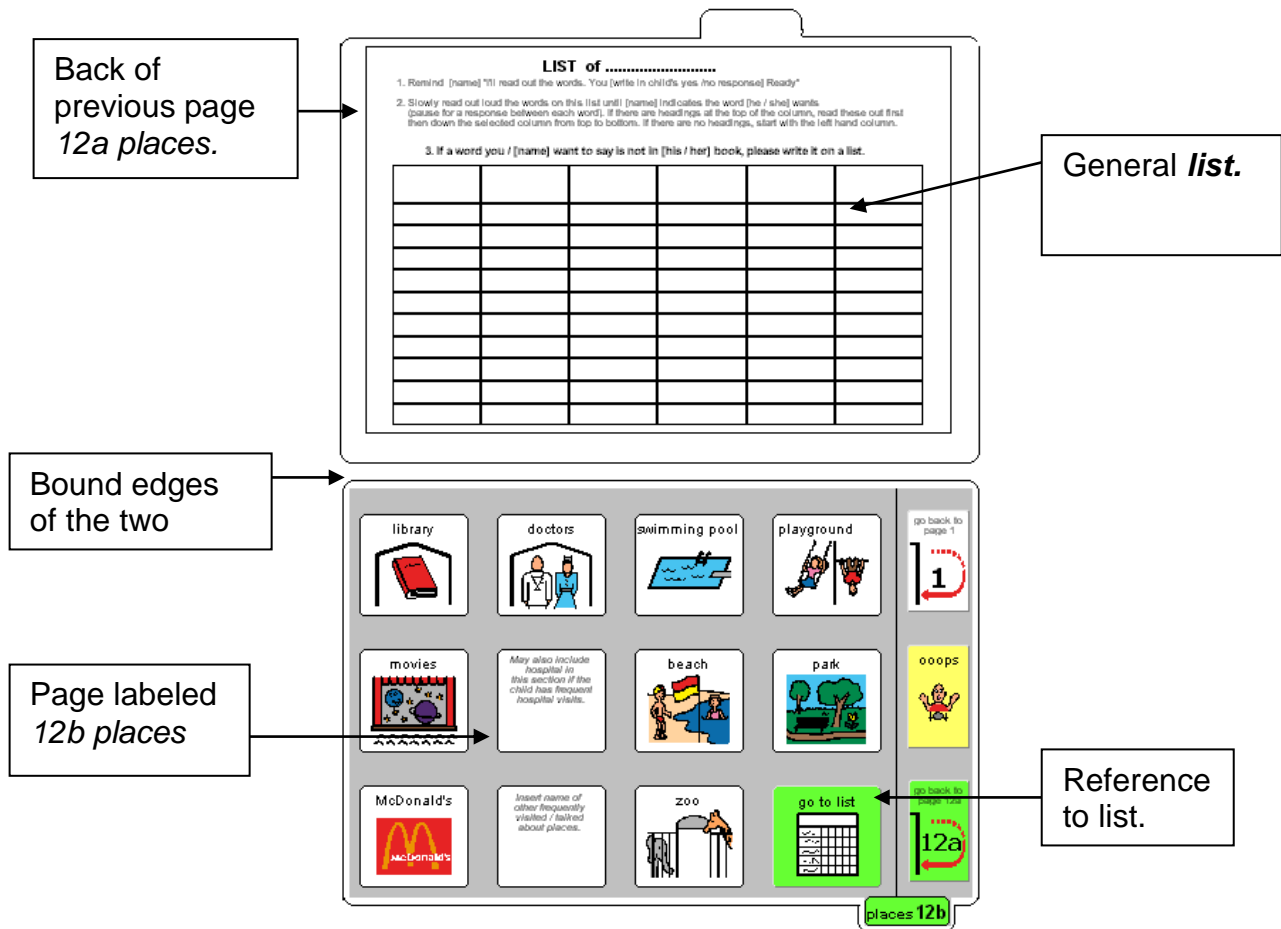 Back of
previous page
12a places.
LIST of ...........................
1. Remind [name] "I'll read out the words. You [write in child's yes /no response] Ready"
2. Slowly read out loud the words on this list until [name] indicates the word [he / she] wants
(pause for a response between each word). If there are headings at the top of the column, read these out first
then down the selected column from top to bottom. If there are no headings, start with the left hand column.
3. If a word you / [name] want to say is not in [his / her] book, please write it on a list.
General list.
Bound edges
of the two
library
doctors
swimming pool
playground
go back to
page 1
1
Page labeled
12b places
movies
May also include
hospital in
this section if the
child has frequent
hospital visits.
beach
park
ooops
McDonald's
McDonald's
Insert name of
other frequently
visited / talked
about places.
zoo
go to list
go back to
page 12a
12a
Reference
to list.
places 12b